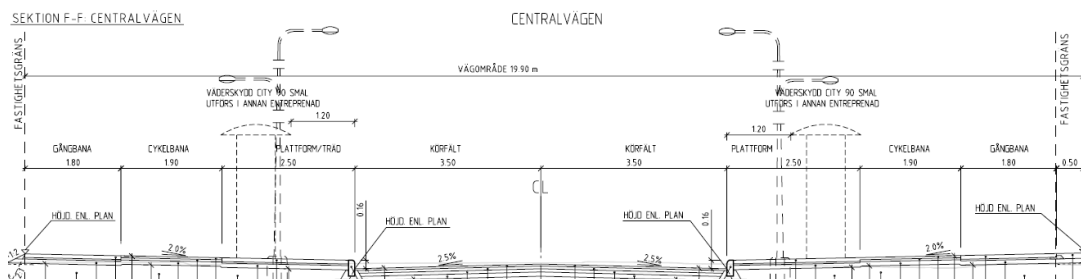 SEKTION F-F: CENTRALVÄGEN
CENTRALVÄGEN
FASTIGHETSGRÄNS
FASTIGHETSGRÄNS
VÄGOMRÅDE 19.90 m
VÄDERSKYDD CITY 90 SMAL
UTFÖRS I ANNAN ENTREPRENAD
VÄDERSKYDD CITY 90 SMAL
UTFÖRS I ANNAN ENTREPRENAD
1.20
1.20
GÅNGBANA CYKELBANA PLATTFORM/TRÄD KÖRFÄLT KÖRFÄLT PLATTFORM CYKELBANA GÅNGBANA
1.80 1.90 2.50 3.50 3.50 2.50 1.90 1.80 0.50
CL
HÖJD. ENL. PLAN
0.16
HÖJD. ENL. PLAN
HÖJD. ENL. PLAN
0.16
HÖJD. ENL. PLAN
2.0%
2.5%
2.5%
2.0%